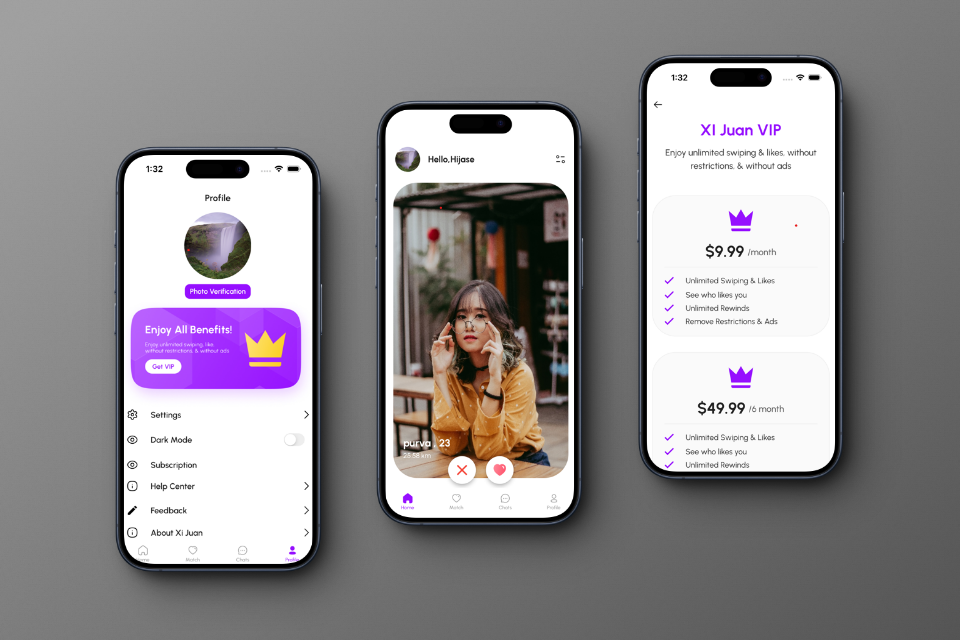 1:32
Profile
Photo Verification
Enjoy All Benefits!
Enjoy unlimited swiping, like,
without restrictions, & without ads
Get VIP
Settings
Dark Mode
Subscription
Help Center
Feedback
About Xi Juan
Home
Match
Chats
Profile
Hello,Hijase
purva , 23
Home
Match
Chats
Profile
1:32
XI Juan VIP
Enjoy unlimited swiping & likes, without
restrictions, & without ads
$9.99 /month
Unlimited Swiping & Likes
See who likes you
Unlimited Rewinds
Remove Restrictions & Ads
$49.99 /6 month
Unlimited Swiping & Likes
See who likes you
Unlimited Rewinds